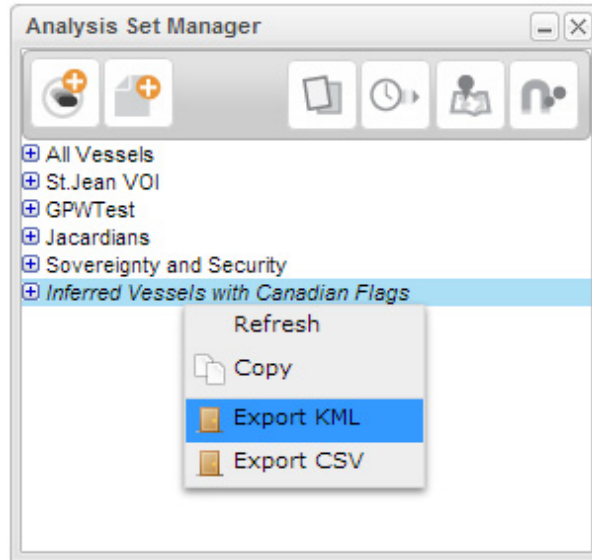 Analysis Set Manager
All Vessels
St.Jean VOI
GPWTest
Jacardians
Sovereignty and Security
Inferred Vessels with Canadian Flags
Refresh
Copy
Export KML
Export CSV